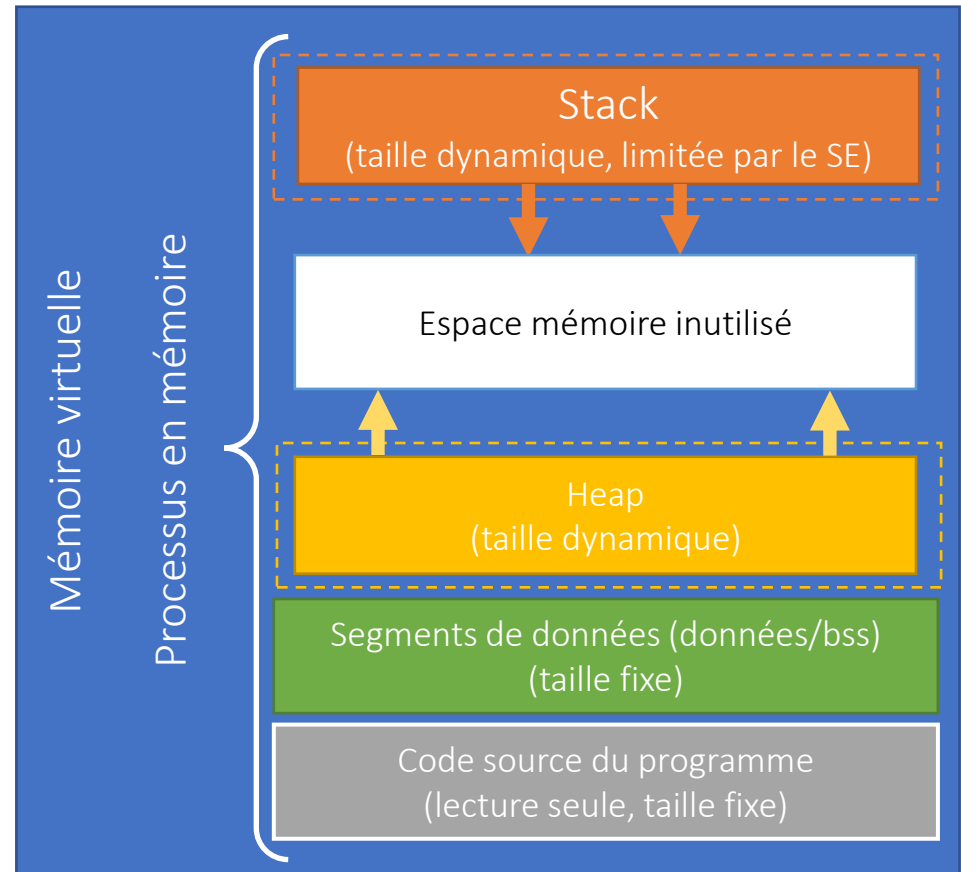 Mémoire virtuelle
Processus en mémoire
Stack
(taille dynamique, limitée par le SE)
Espace mémoire inutilisé
Heap
(taille dynamique)
Segments de données (données/bss)
(taille fixe)
Code source du programme
(lecture seule, taille fixe)